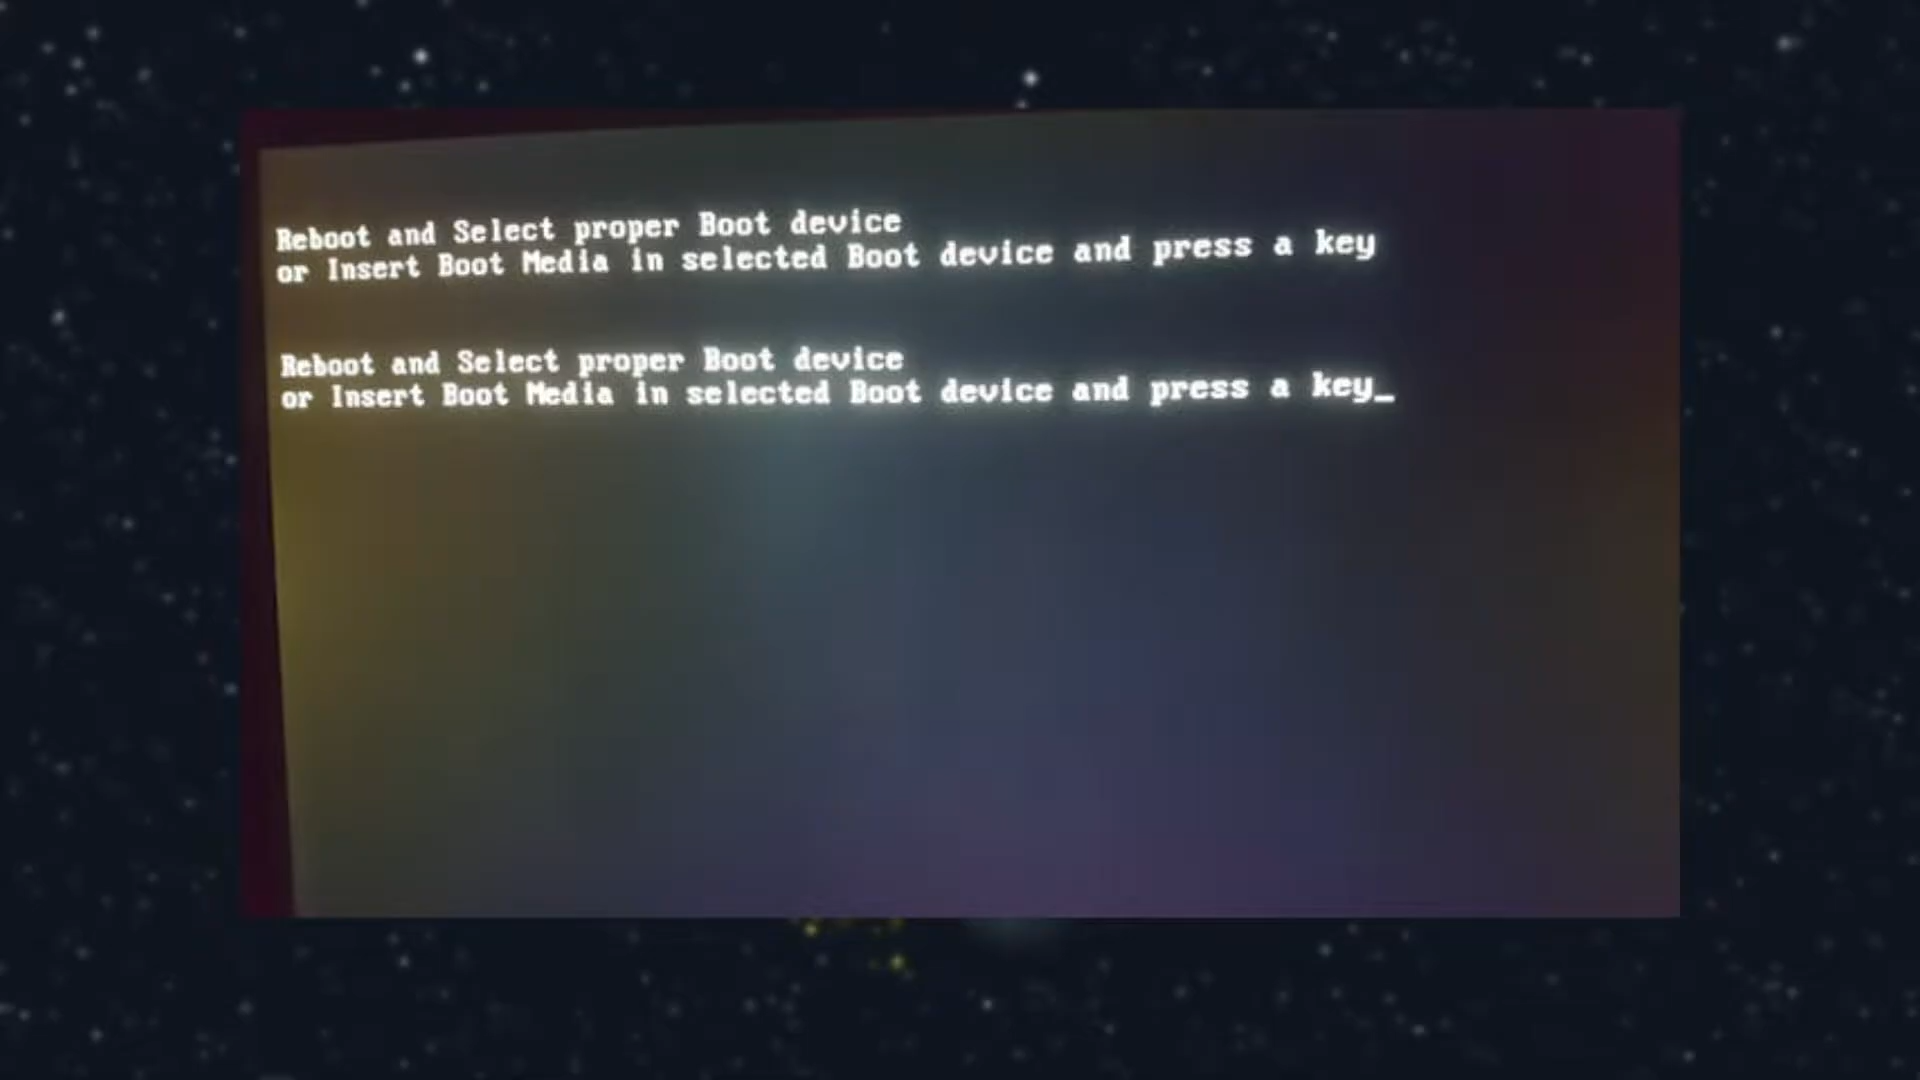 Reboot and Select proper Boot device
or Insert Boot Media in selected Boot device and press a key
Reboot and Select proper Boot device
or Insert Boot Media in selected Boot device and press a key_